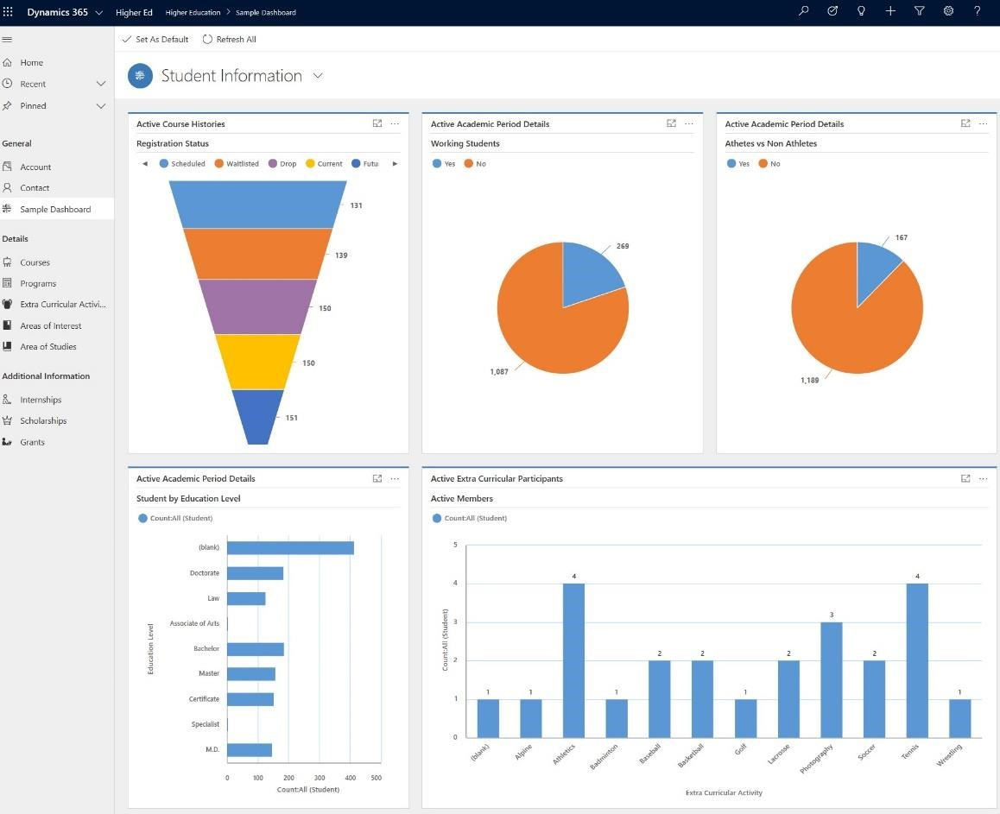 Dynamics 365 Higher Ed Higher Education > Sample Dashboard
Set As Default Refresh All
Home
Recent
Pinned
General
Account
Contact
Sample Dashboard
Details
Courses
Programs
Extra Curricular Activi...
Areas of Interest
Area of Studies
Additional Information
Internships
Scholarships
Grants
Student Information
Active Course Histories
Registration Status
Scheduled Waitlisted Drop Current Futu
131
139
150
150
151
Active Academic Period Details
Working Students
Yes No
269
1,087
Active Academic Period Details
Athetes vs Non Athletes
Yes No
167
1,189
Active Academic Period Details
Student by Education Level
Count:All (Student)
Education Level
(blank)
Doctorate
Law
Associate of Arts
Bachelor
Master
Certificate
Specialist
M.D.
0 100 200 300 400 500
Count:All (Student)
Active Extra Curricular Participants
Active Members
Count:All (Student)
Count:All (Student)
5
4
3
2
1
0
1 1 4 1 2 2 1 2 3 2 4 1
(blank) Alpine Athletics Badminton Baseball Basketball Golf Lacrosse Photography Soccer Tennis Wrestling
Extra Curricular Activity